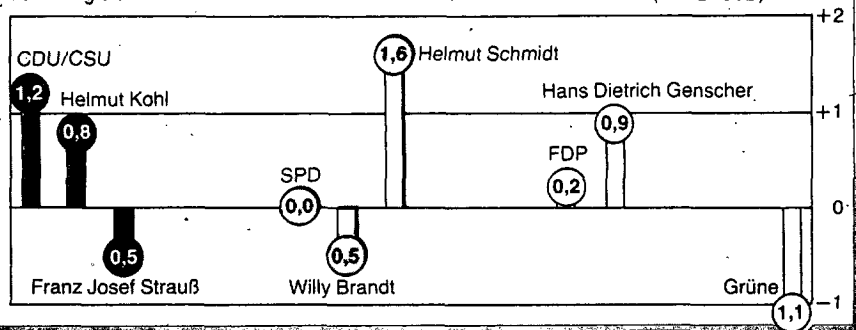 +2
CDU/CSU
1,2
Helmut Kohl
0,8
0,5
Franz Josef Strauß
SPD
0,0
0,5
Willy Brandt
1,6 Helmut Schmidt
FDP
0,2
Hans Dietrich Genscher
0,9
+1
0
Grüne
1,1
−1